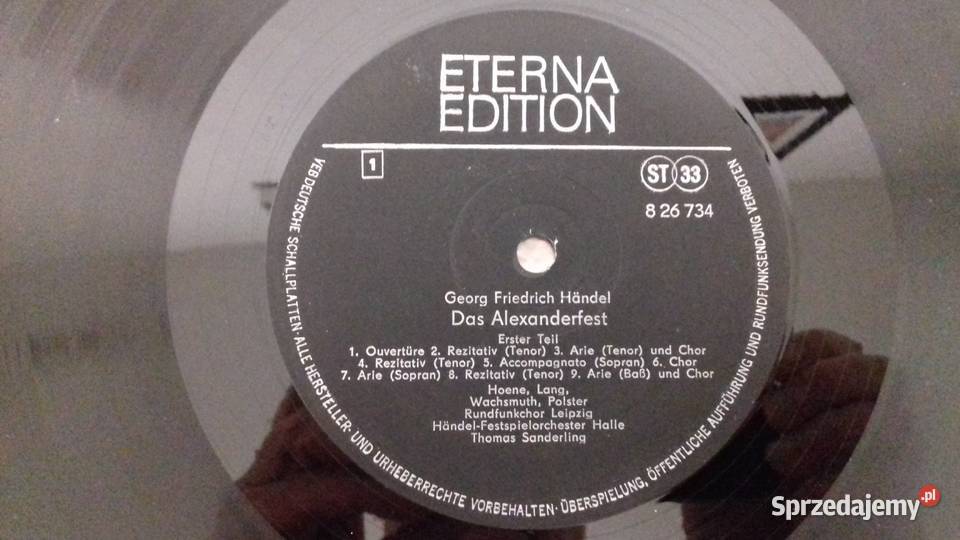 ETERNA
EDITION
1
ST 33
8 26 734
Georg Friedrich Händel
Das Alexanderfest
Erster Teil
1. Ouvertüre 2. Rezitativ (Tenor) 3. Arie (Tenor) und Chor
4. Rezitativ (Tenor) 5. Accompagnato (Sopran) 6. Chor
7. Arie (Sopran) 8. Rezitativ (Tenor) 9. Arie (Baß) und Chor
Hoene, Lang,
Wachsmuth, Polster
Rundfunkchor Leipzig
Händel-Festspielorchester Halle
Thomas Sanderling
VEB DEUTSCHE SCHALLPLATTEN · ALLE HERSTELLER- UND URHEBERRECHTE VORBEHALTEN · ÜBERSPIELUNG, ÖFFENTLICHE AUFFÜHRUNG UND RUNDFUNKSENDUNG VERBOTEN
Sprzedajemy.pl